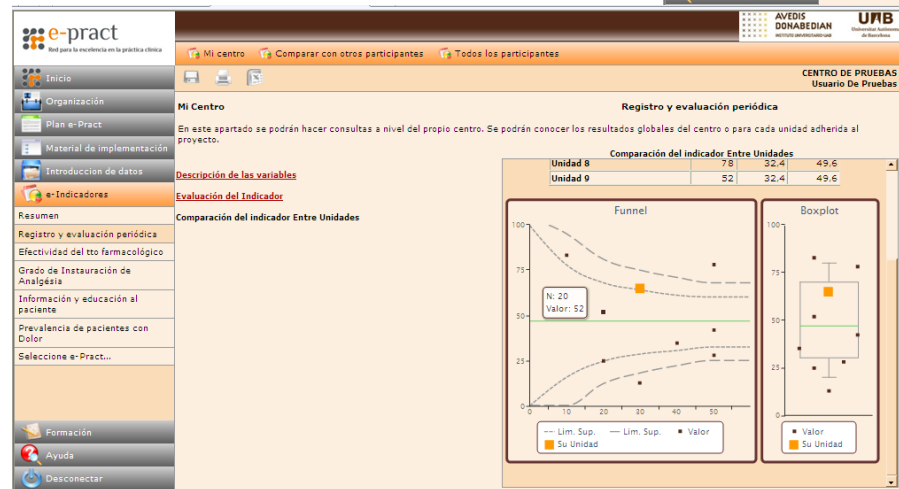 e-pract
Red para la excelencia en la práctica clínica
AVEDIS
DONABEDIAN
INSTITUTO UNIVERSITARIO-UAB
UAB
Universitat Autònoma
de Barcelona
Mi centro Comparar con otros participantes Todos los participantes
CENTRO DE PRUEBAS
Usuario De Pruebas
Inicio
Organización
Plan e-Pract
Material de implementación
Introduccion de datos
e-Indicadores
Resumen
Registro y evaluación periódica
Efectividad del tto farmacológico
Grado de Instauración de
Analgésia
Información y educación al
paciente
Prevalencia de pacientes con
Dolor
Seleccione e-Pract...
Formación
Ayuda
Desconectar
Mi Centro
Registro y evaluación periódica
En este apartado se podrán hacer consultas a nivel del propio centro. Se podrán conocer los resultados globales del centro o para cada unidad adherida al
proyecto.
Descripción de las variables
Evaluación del Indicador
Comparación del indicador Entre Unidades
Comparación del indicador Entre Unidades
Unidad 8 78 32.4 49.6
Unidad 9 52 32.4 49.6
Funnel
100
75
50
25
0
0 10 20 30 40 50
N: 20
Valor: 52
Lim. Sup. Lim. Sup. Valor
Su Unidad
Boxplot
100
75
50
25
0
Valor
Su Unidad